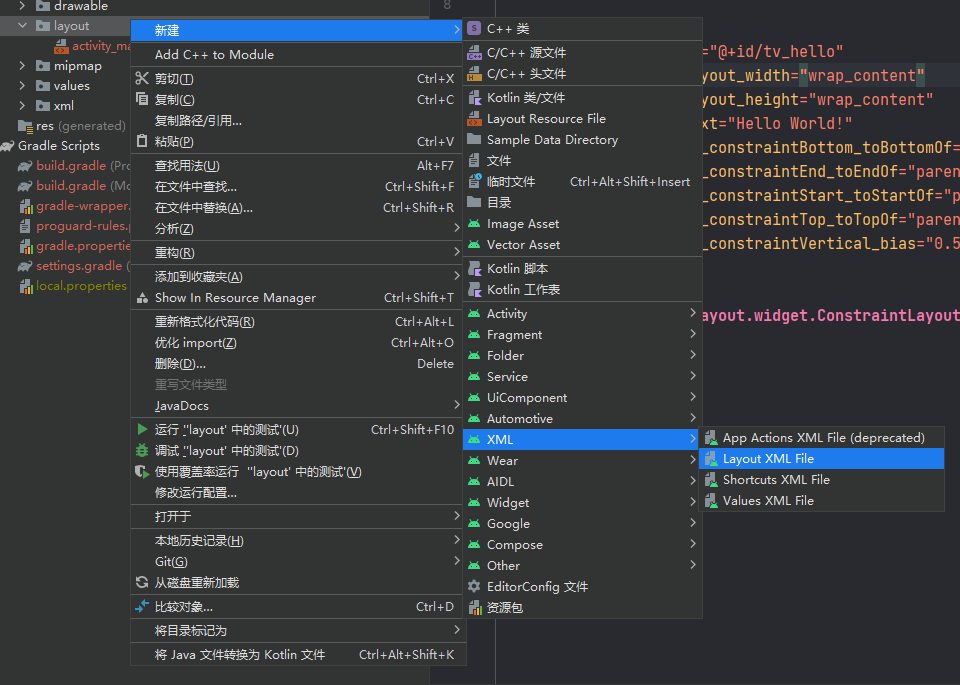 drawable
layout
activity_ma
mipmap
values
xml
res (generated)
Gradle Scripts
build.gradle (Pro
build.gradle (Mo
gradle-wrapper.
proguard-rules.p
gradle.propertie
settings.gradle (
local.properties
新建
Add C++ to Module
剪切(T) Ctrl+X
复制(C) Ctrl+C
复制路径/引用...
粘贴(P) Ctrl+V
查找用法(U) Alt+F7
在文件中查找... Ctrl+Shift+F
在文件中替换(A)... Ctrl+Shift+R
分析(Z)
重构(R)
添加到收藏夹(A)
Show In Resource Manager Ctrl+Shift+T
重新格式化代码(R) Ctrl+Alt+L
优化 import(Z) Ctrl+Alt+O
删除(D)... Delete
重写文件类型
JavaDocs
运行 ''layout' 中的测试'(U) Ctrl+Shift+F10
调试 ''layout' 中的测试'(D)
使用覆盖率运行 ''layout' 中的测试'(V)
修改运行配置...
打开于
本地历史记录(H)
Git(G)
从磁盘重新加载
比较对象... Ctrl+D
将目录标记为
将 Java 文件转换为 Kotlin 文件 Ctrl+Alt+Shift+K
S C++ 类
C/C++ 源文件
C/C++ 头文件
Kotlin 类/文件
Layout Resource File
Sample Data Directory
文件
临时文件 Ctrl+Alt+Shift+Insert
目录
Image Asset
Vector Asset
Kotlin 脚本
Kotlin 工作表
Activity
Fragment
Folder
Service
UiComponent
Automotive
XML
Wear
AIDL
Widget
Google
Compose
Other
EditorConfig 文件
资源包
App Actions XML File (deprecated)
Layout XML File
Shortcuts XML File
Values XML File
8
="@+id/tv_hello"
yout_width="wrap_content"
yout_height="wrap_content"
xt="Hello World!"
_constraintBottom_toBottomOf=
_constraintEnd_toEndOf="paren
_constraintStart_toStartOf="p
_constraintTop_toTopOf="paren
_constraintVertical_bias="0.5
ayout.widget.ConstraintLayout